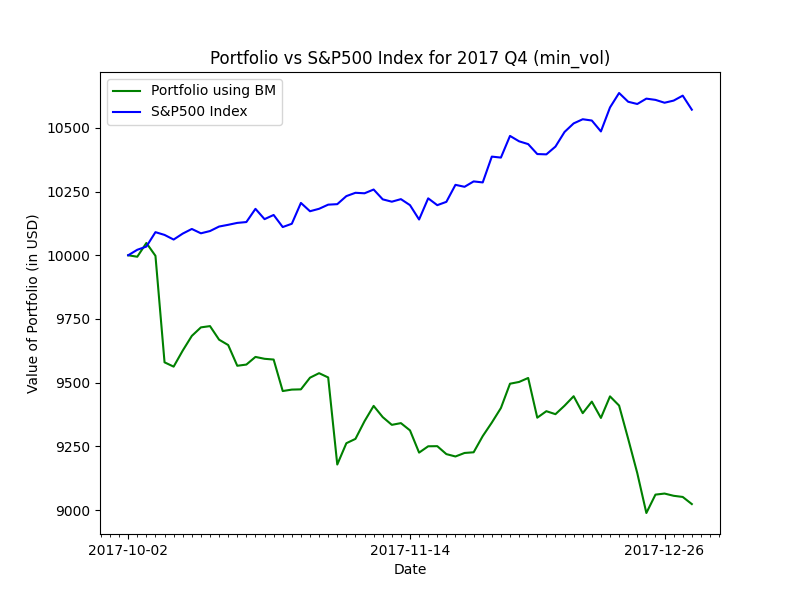 Portfolio vs S&P500 Index for 2017 Q4 (min_vol)
Portfolio using BM
S&P500 Index
10500
10250
10000
9750
9500
9250
9000
Value of Portfolio (in USD)
2017-10-02
2017-11-14
2017-12-26
Date